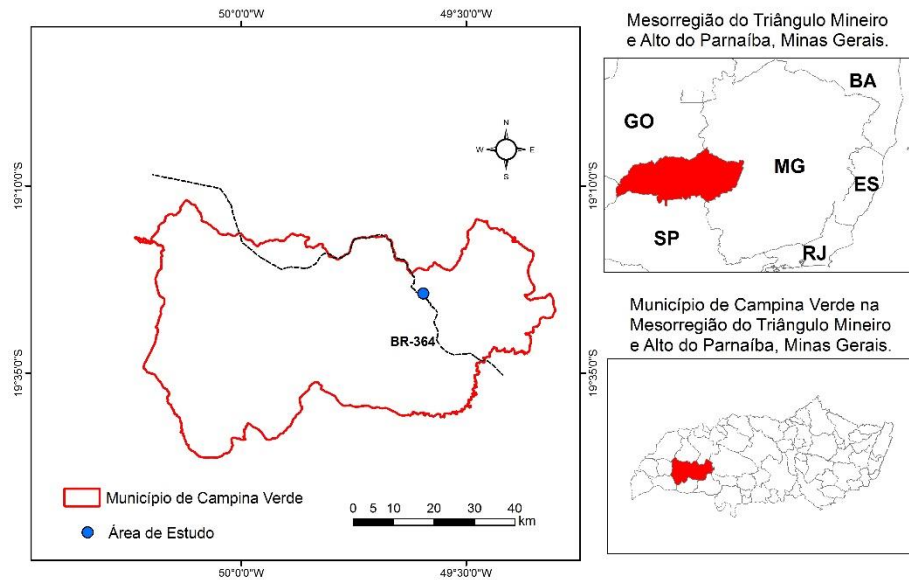 50°0'0"W
49°30'0"W
N
W
E
S
19°10'0"S
19°10'0"S
BR-364
19°35'0"S
19°35'0"S
Município de Campina Verde
Área de Estudo
0 5 10 20 30 40
km
50°0'0"W
49°30'0"W
Mesorregião do Triângulo Mineiro
e Alto do Parnaíba, Minas Gerais.
BA
GO
MG
ES
SP
RJ
Município de Campina Verde na
Mesorregião do Triângulo Mineiro
e Alto do Parnaíba, Minas Gerais.